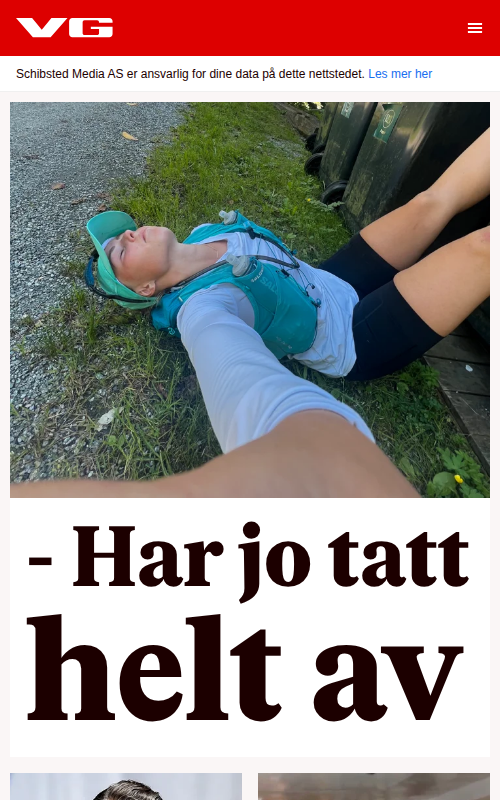 VG
Schibsted Media AS er ansvarlig for dine data på dette nettstedet. Les mer her
- Har jo tatt
helt av